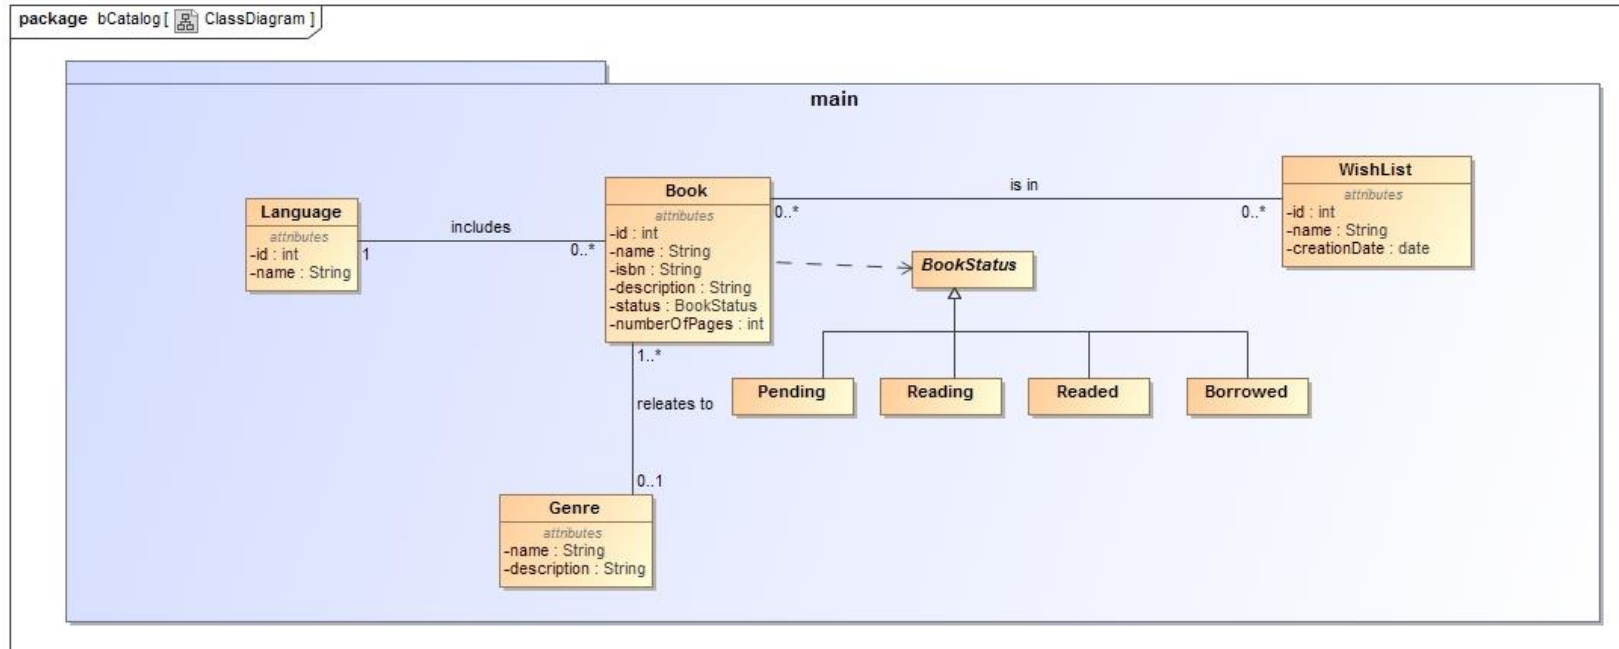 package bCatalog [ ClassDiagram ]
main
Language
attributes
-id : int
-name : String
1
includes
0..*
Book
attributes
-id : int
-name : String
-isbn : String
-description : String
-status : BookStatus
-numberOfPages : int
0..*
is in
0..*
WishList
attributes
-id : int
-name : String
-creationDate : date
BookStatus
Pending
Reading
Readed
Borrowed
1..*
releates to
0..1
Genre
attributes
-name : String
-description : String